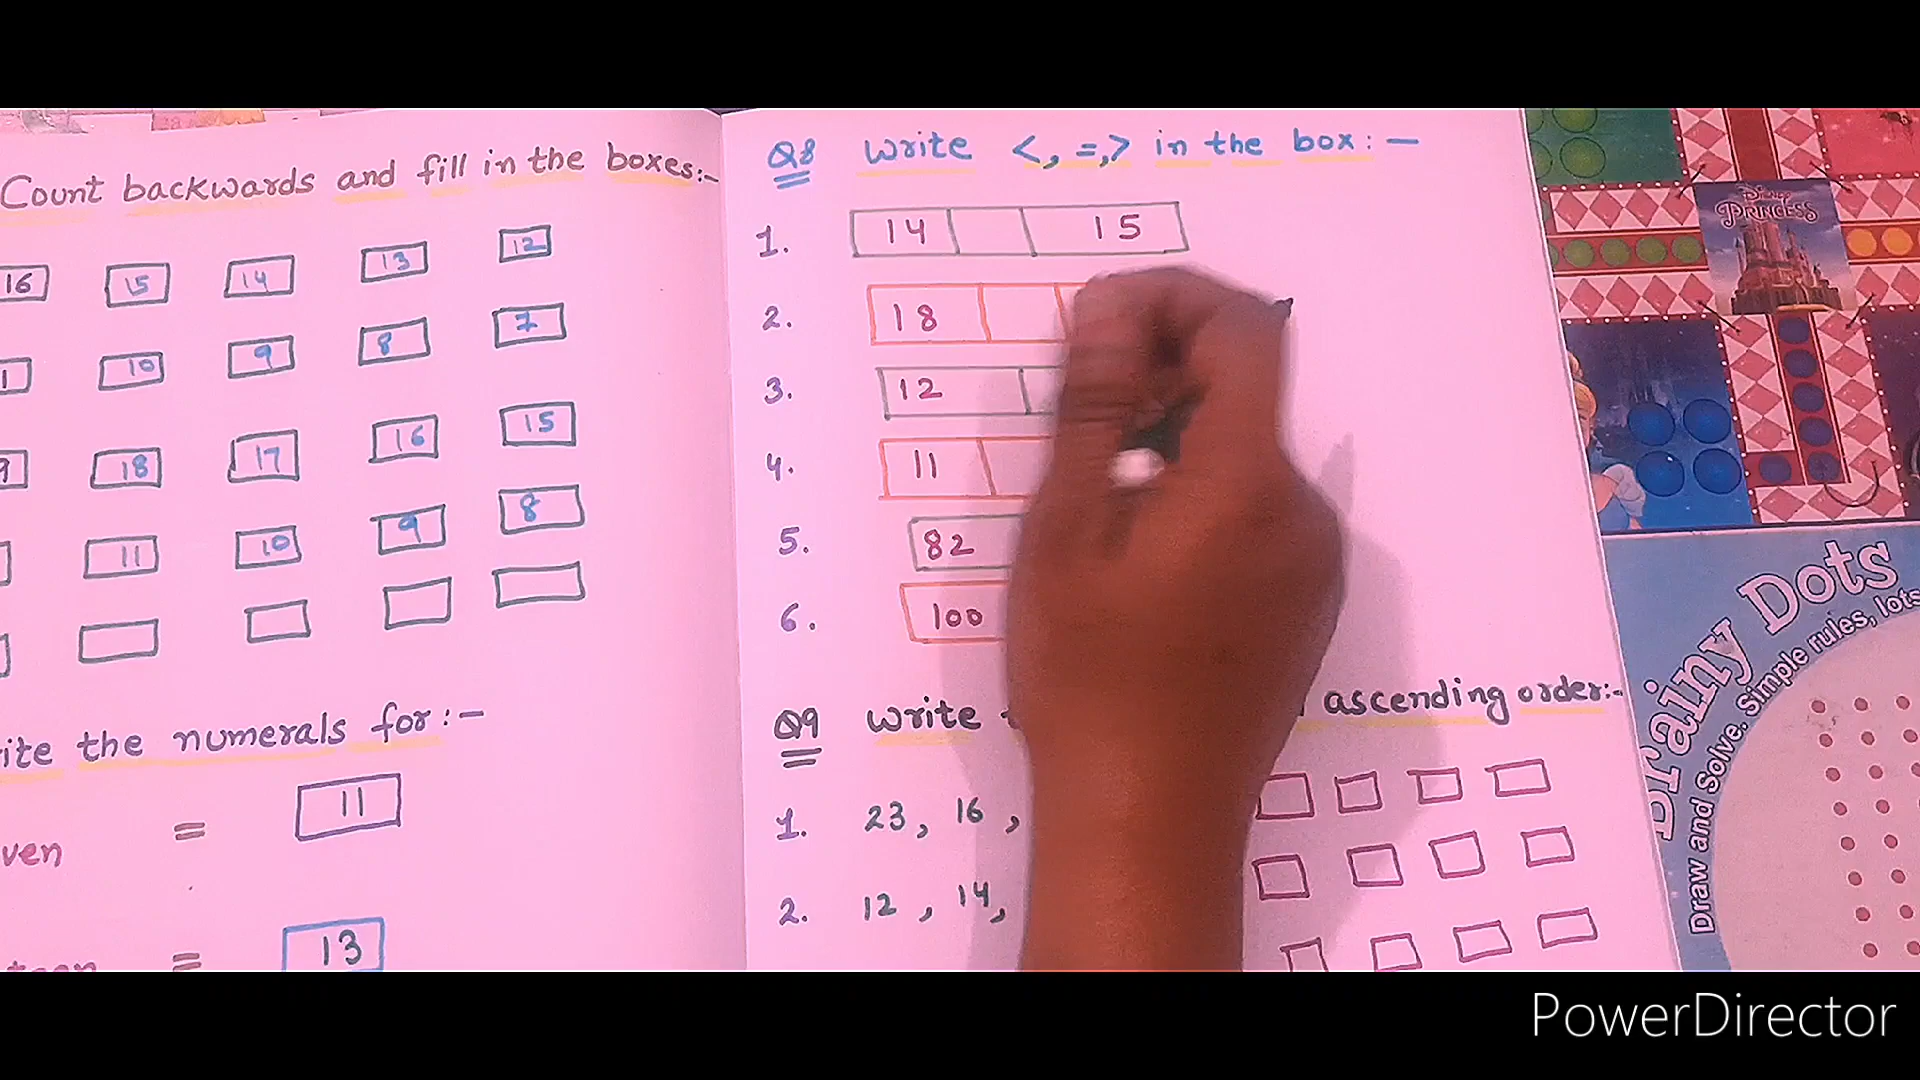 Count backwards and fill in the boxes:-
16 15 14 13 12
10 9 8 7
18 17 16 15
11 10 9 8
the numerals for:-
= 11
= 13
Q8 Write <, =, > in the box:-
1. 14 15
2. 18
3. 12
4. 11
5. 82
6. 100
Q9 Write ascending order:-
1. 23, 16,
2. 12, 14,
DISNEY
PRINCESS
Brainy Dots
Draw and Solve. Simple rules, lots
PowerDirector